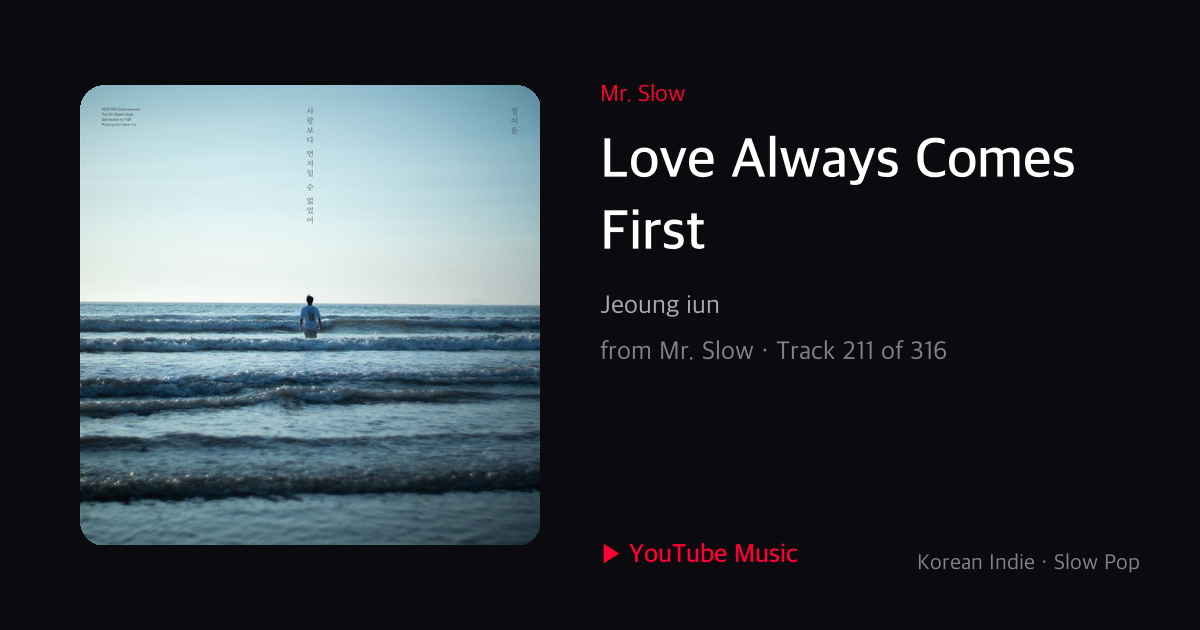 사랑보다 먼저일 순 없었어
정이운
Mr. Slow
Love Always Comes
First
Jeoung iun
from Mr. Slow · Track 211 of 316
YouTube Music
Korean Indie · Slow Pop